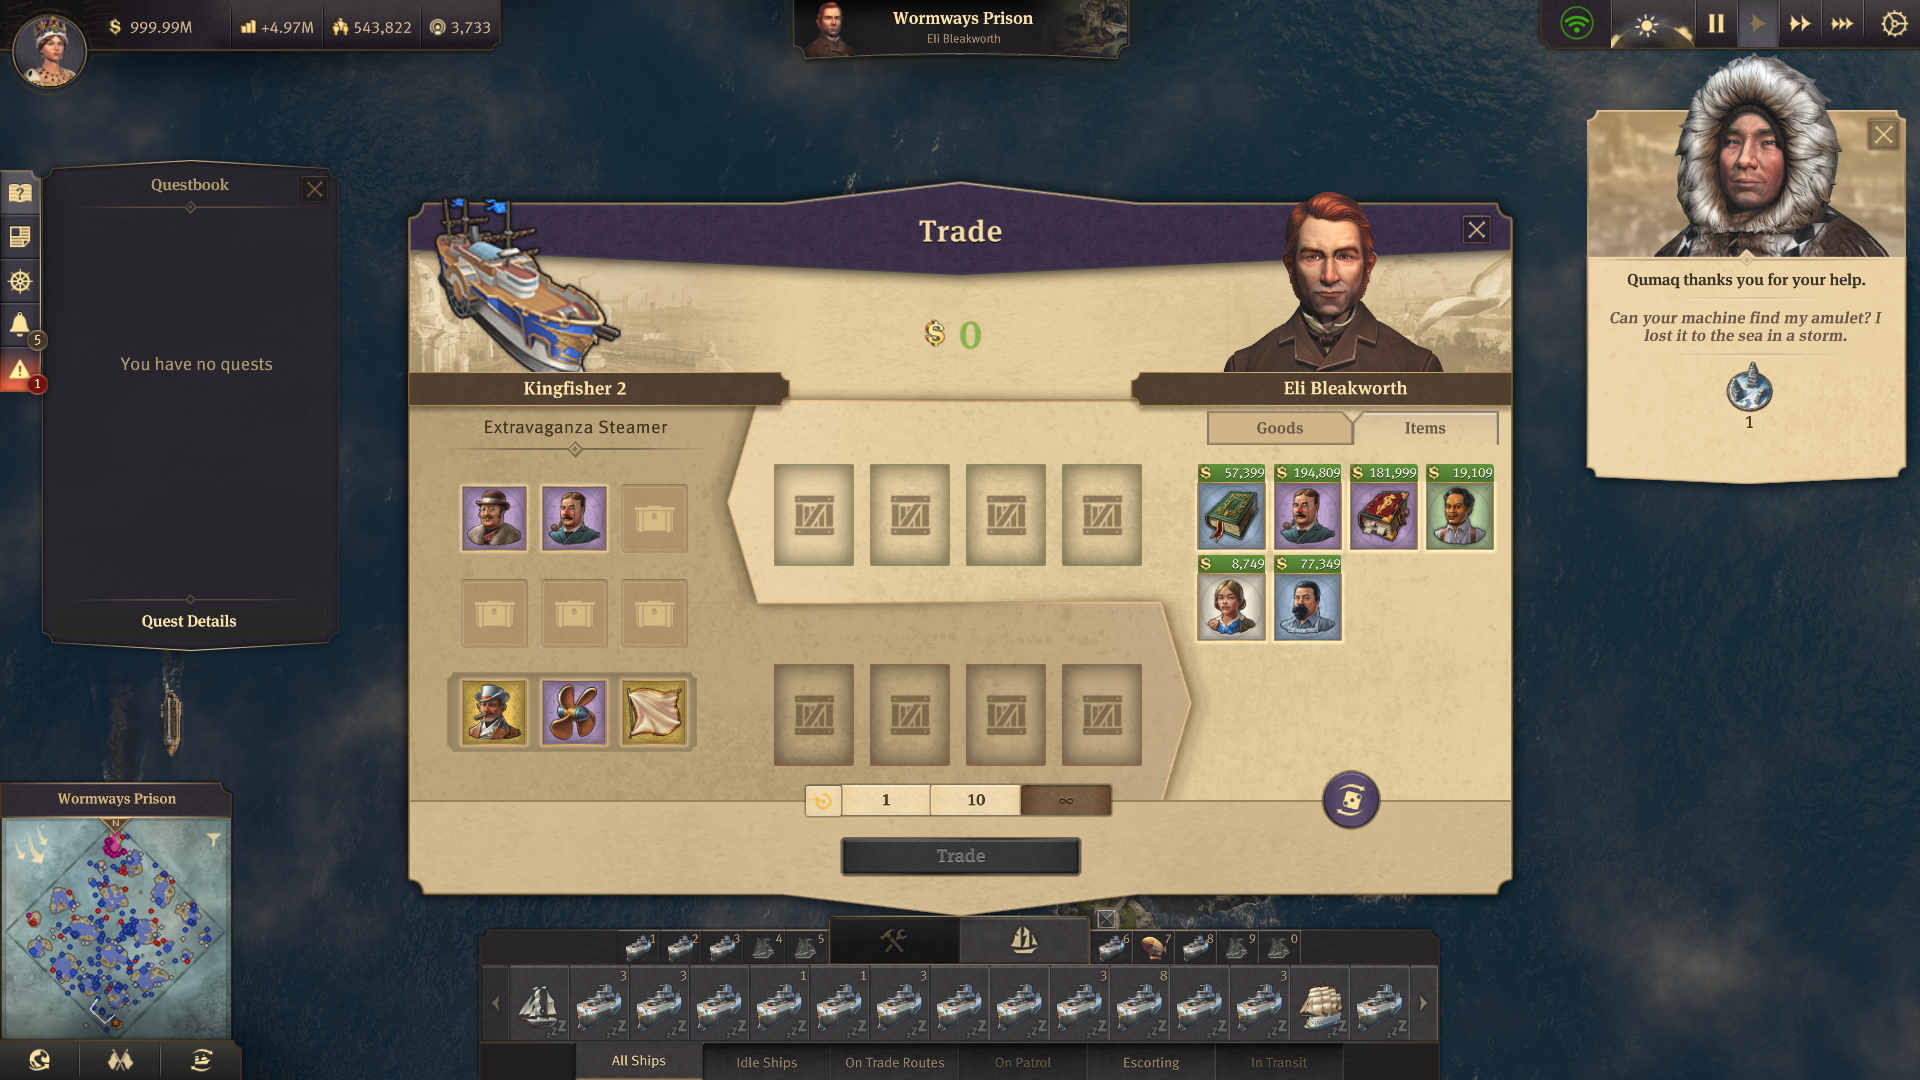 999.99M
+4.97M
543,822
3,733
Wormways Prison
Eli Bleakworth
Questbook
5
1
You have no quests
Quest Details
Trade
$ 0
Kingfisher 2
Eli Bleakworth
Extravaganza Steamer
Goods
Items
57,399
194,809
181,999
19,109
8,749
77,349
1
10
∞
Trade
Qumaq thanks you for your help.
Can your machine find my amulet? I
lost it to the sea in a storm.
1
Wormways Prison
N
1
2
3
4
5
6
7
8
9
0
3
3
1
1
3
3
8
3
All Ships
Idle Ships
On Trade Routes
On Patrol
Escorting
In Transit